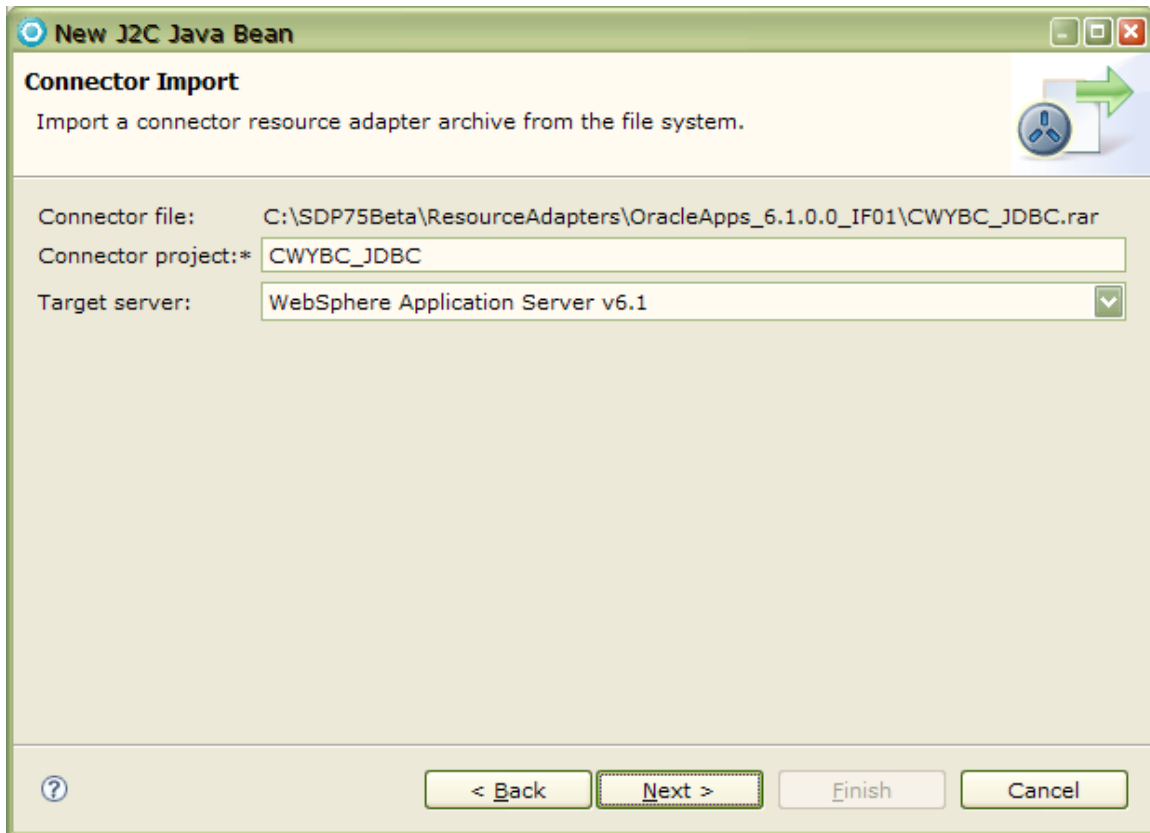 New J2C Java Bean
Connector Import
Import a connector resource adapter archive from the file system.
Connector file: C:\SDP75Beta\ResourceAdapters\OracleApps_6.1.0.0_IF01\CWYBC_JDBC.rar
Connector project:* CWYBC_JDBC
Target server: WebSphere Application Server v6.1
? < Back Next > Finish Cancel